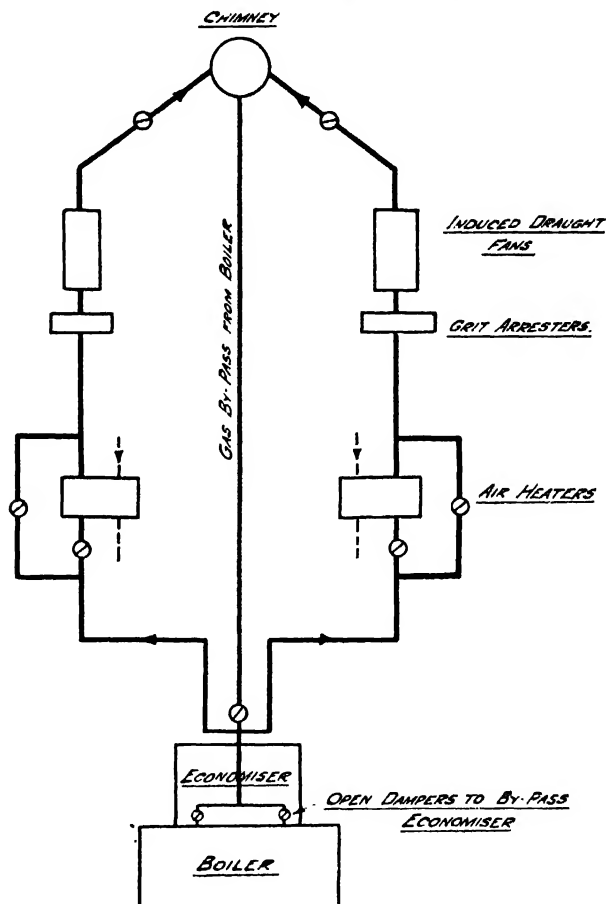 CHIMNEY
INDUCED DRAUGHT
FANS
GRIT ARRESTERS.
GAS BY-PASS FROM BOILER
AIR HEATERS
ECONOMISER
OPEN DAMPERS TO BY-PASS
ECONOMISER
BOILER